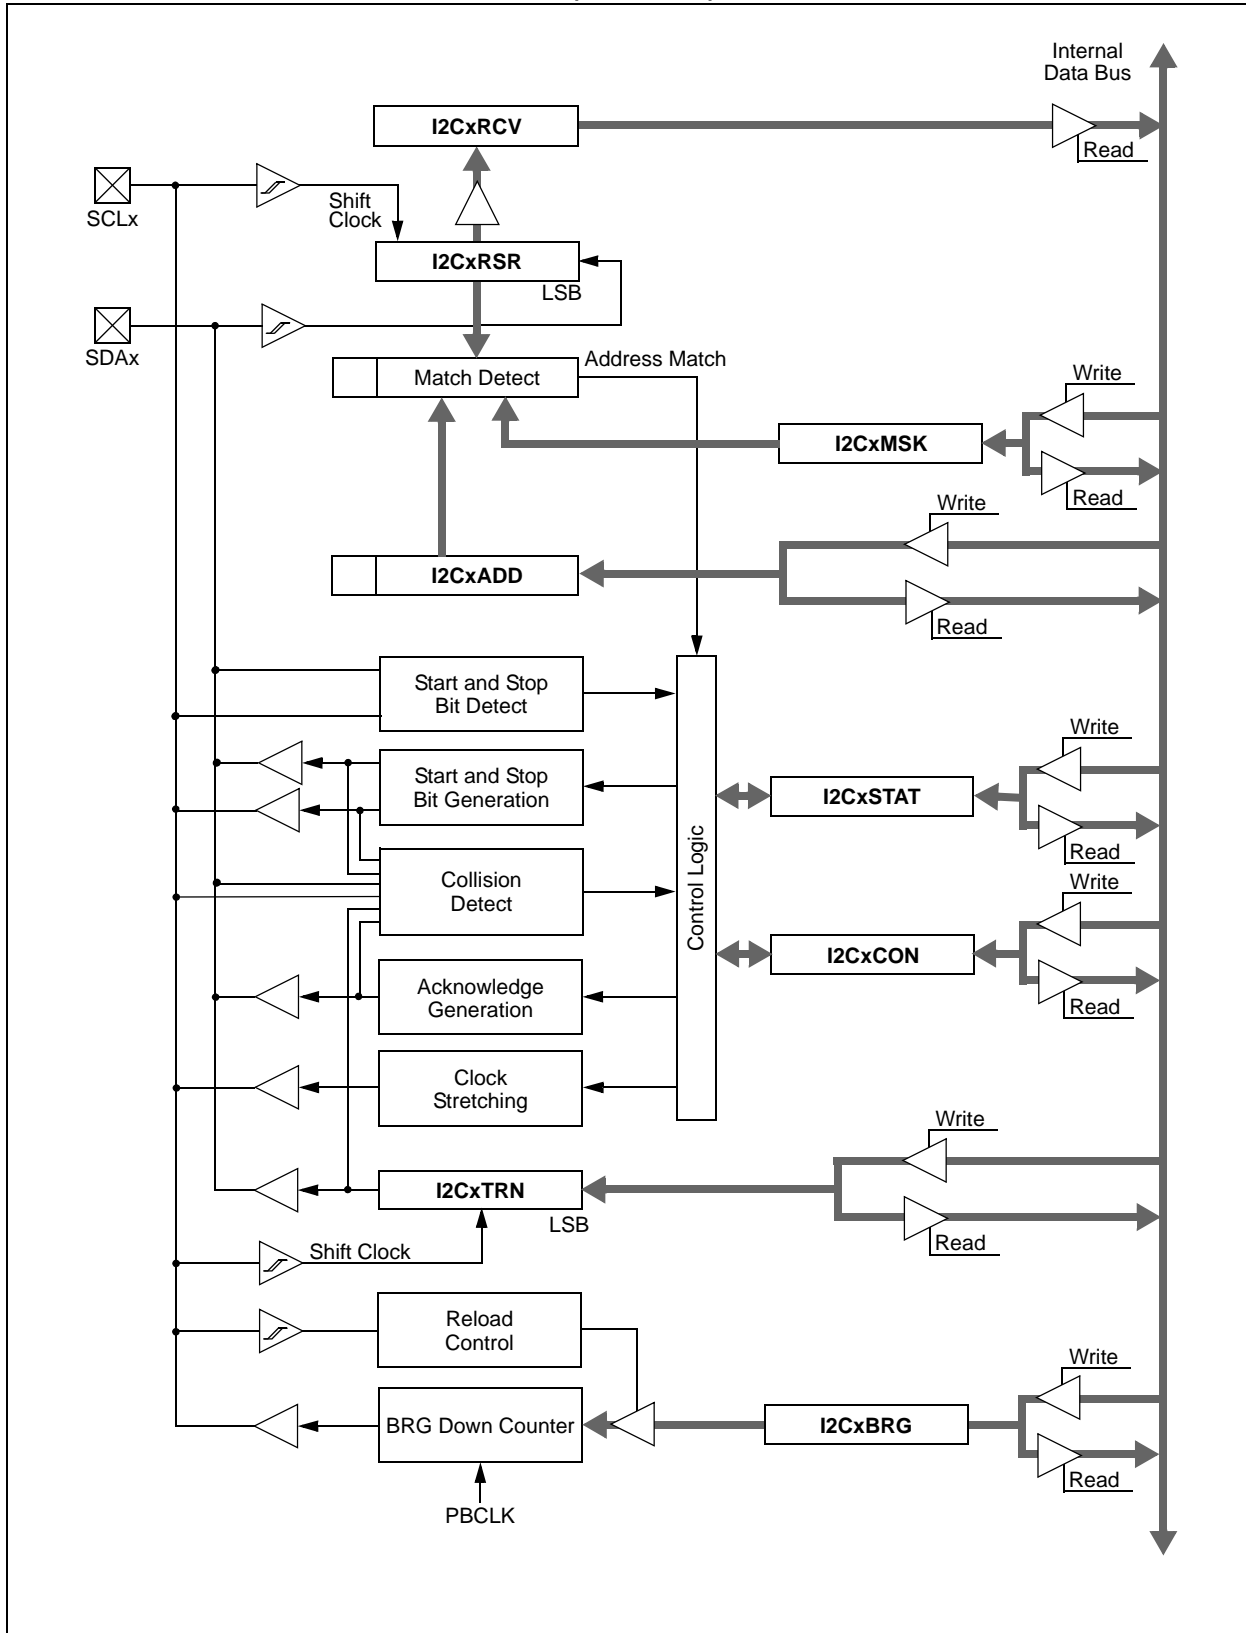 Internal
Data Bus
I2CxRCV
Read
SCLx
Shift
Clock
I2CxRSR
LSB
SDAx
Address Match
Match Detect
Write
I2CxMSK
Read
Write
I2CxADD
Read
Start and Stop
Bit Detect
Write
Start and Stop
Bit Generation
I2CxSTAT
Read
Control Logic
Collision
Detect
Write
I2CxCON
Read
Acknowledge
Generation
Clock
Stretching
Write
I2CxTRN
LSB
Read
Shift Clock
Reload
Control
Write
BRG Down Counter
I2CxBRG
Read
PBCLK